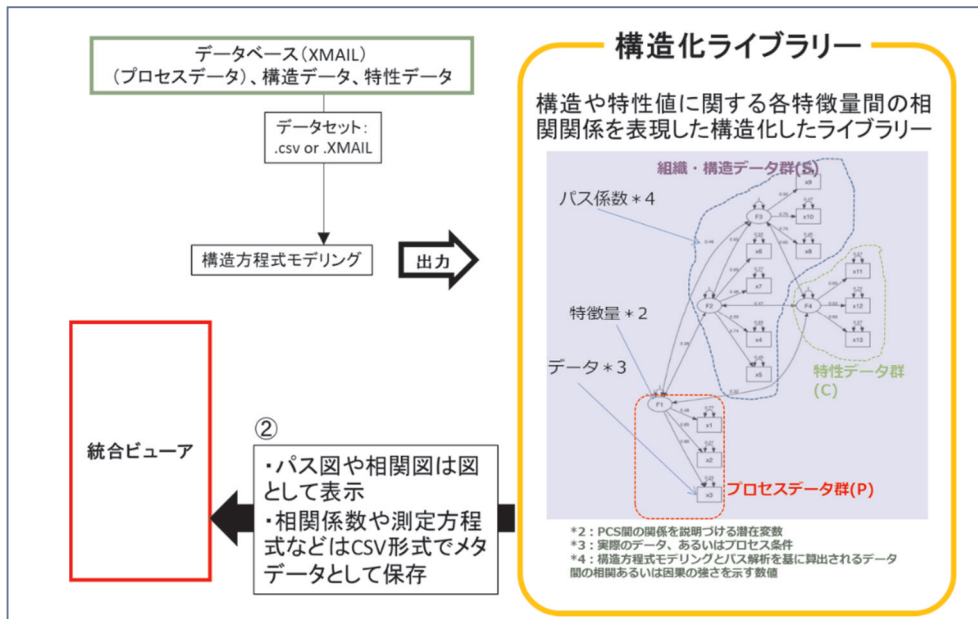 データベース（XMAIL）
（プロセスデータ）、構造データ、特性データ
データセット：
.csv or .XMAIL
構造方程式モデリング
出力
統合ビューア
②
・パス図や相関図は図
として表示
・相関係数や測定方程
式などはCSV形式でメタ
データとして保存
構造化ライブラリー
構造や特性値に関する各特徴量間の相
関関係を表現した構造化したライブラリー
組織・構造データ群(S)
パス係数＊4
特徴量＊2
データ＊3
x9
F3
x10
x8
x6
x7
F2
x4
x5
F4
x11
x12
x13
特性データ群
(C)
F1
x1
x2
x3
プロセスデータ群(P)
*2：PCS間の関係を説明づける潜在変数
*3：実際のデータ、あるいはプロセス条件
*4：構造方程式モデリングとパス解析を基に算出されるデータ
間の相関あるいは因果の強さを示す数値